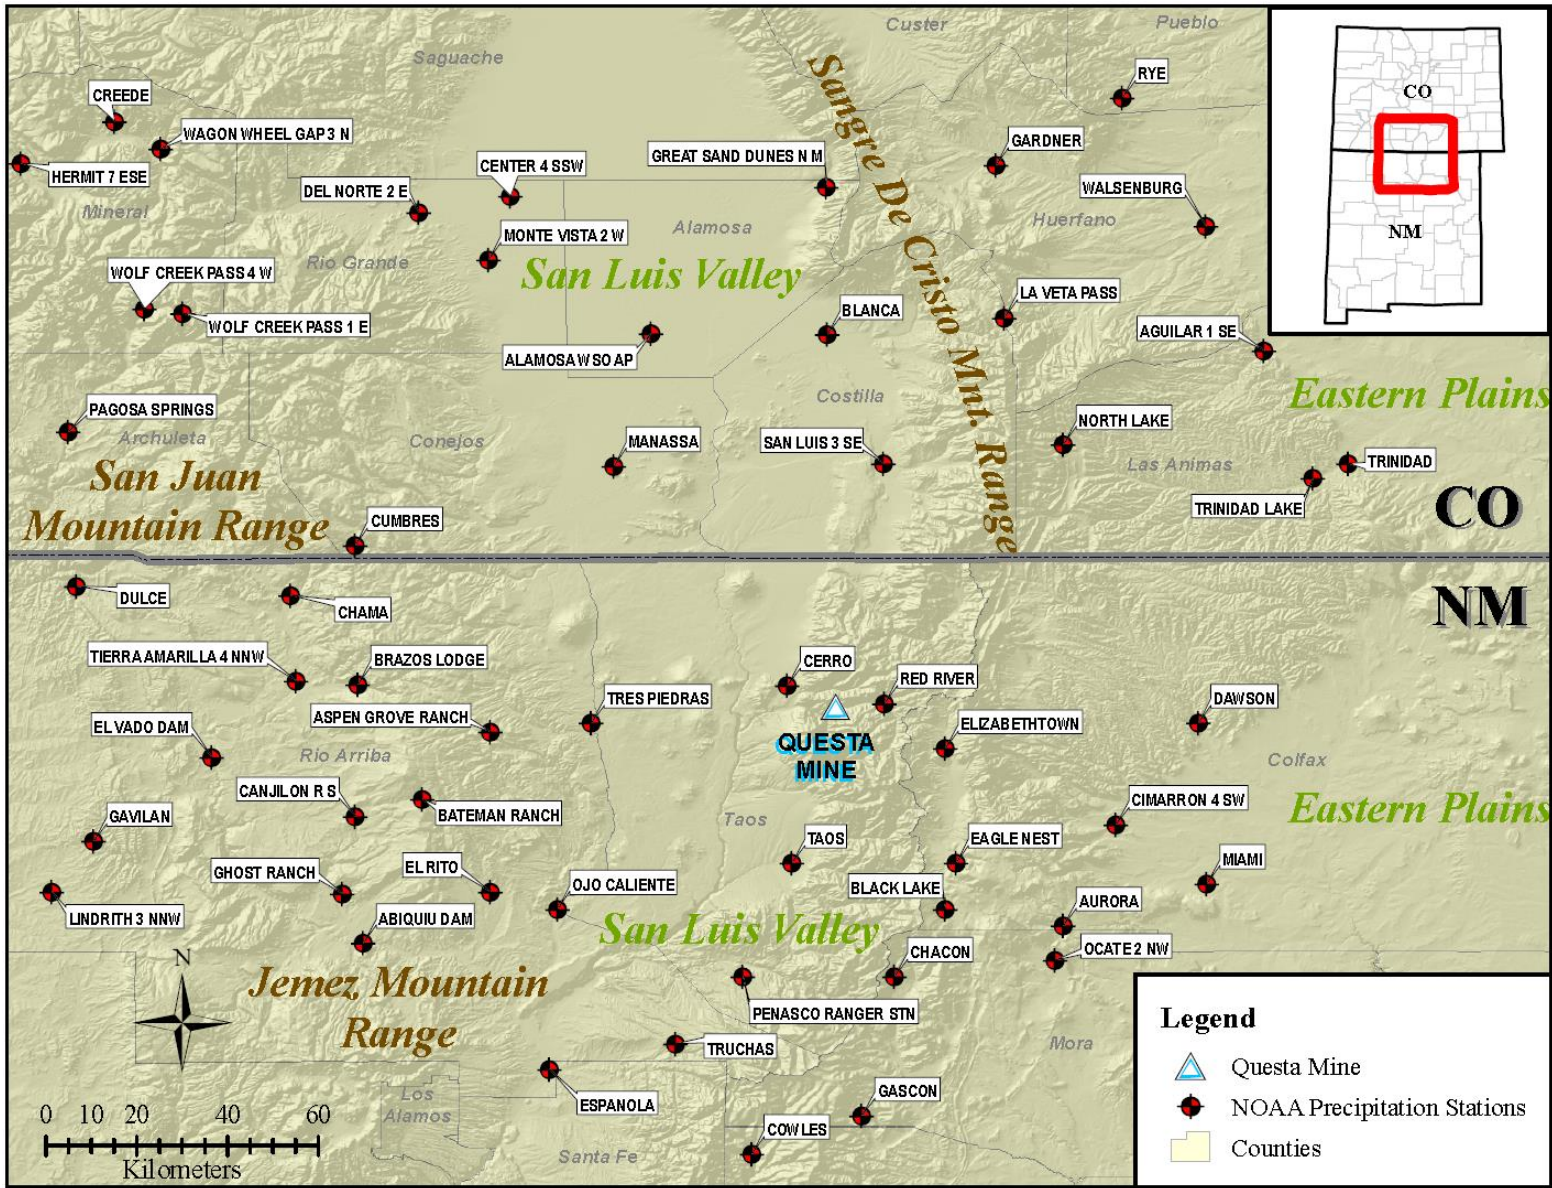 Saguache
Custer
Pueblo
CREEDE
WAGON WHEEL GAP 3 N
HERMIT 7 ESE
Mineral
DEL NORTE 2 E
CENTER 4 SSW
GREAT SAND DUNES N M
Sangre De Cristo Mnt. Range
RYE
GARDNER
WALSENBURG
Huerfano
CO
NM
Alamosa
MONTE VISTA 2 W
Rio Grande
San Luis Valley
WOLF CREEK PASS 4 W
WOLF CREEK PASS 1 E
ALAMOSA WSO AP
BLANCA
LA VETA PASS
AGUILAR 1 SE
Eastern Plains
Costilla
PAGOSA SPRINGS
Archuleta
Conejos
MANASSA
SAN LUIS 3 SE
NORTH LAKE
Las Animas
TRINIDAD
TRINIDAD LAKE
San Juan
Mountain Range
CUMBRES
CO
NM
DULCE
CHAMA
TIERRA AMARILLA 4 NNW
BRAZOS LODGE
CERRO
RED RIVER
TRES PIEDRAS
DAWSON
ASPEN GROVE RANCH
EL VADO DAM
Rio Arriba
QUESTA
MINE
ELIZABETHTOWN
Colfax
CANJILON R S
BATEMAN RANCH
CIMARRON 4 SW
Eastern Plains
GAVILAN
Taos
TAOS
EAGLE NEST
MIAMI
GHOST RANCH
EL RITO
OJO CALIENTE
BLACK LAKE
LINDRITH 3 NNW
ABIQUIU DAM
AURORA
San Luis Valley
OCATE 2 NW
CHACON
N
Jemez Mountain
Range
PENASCO RANGER STN
TRUCHAS
Mora
ESPANOLA
Los
Alamos
GASCON
COWLES
Santa Fe
0 10 20 40 60
Kilometers
Legend
Questa Mine
NOAA Precipitation Stations
Counties